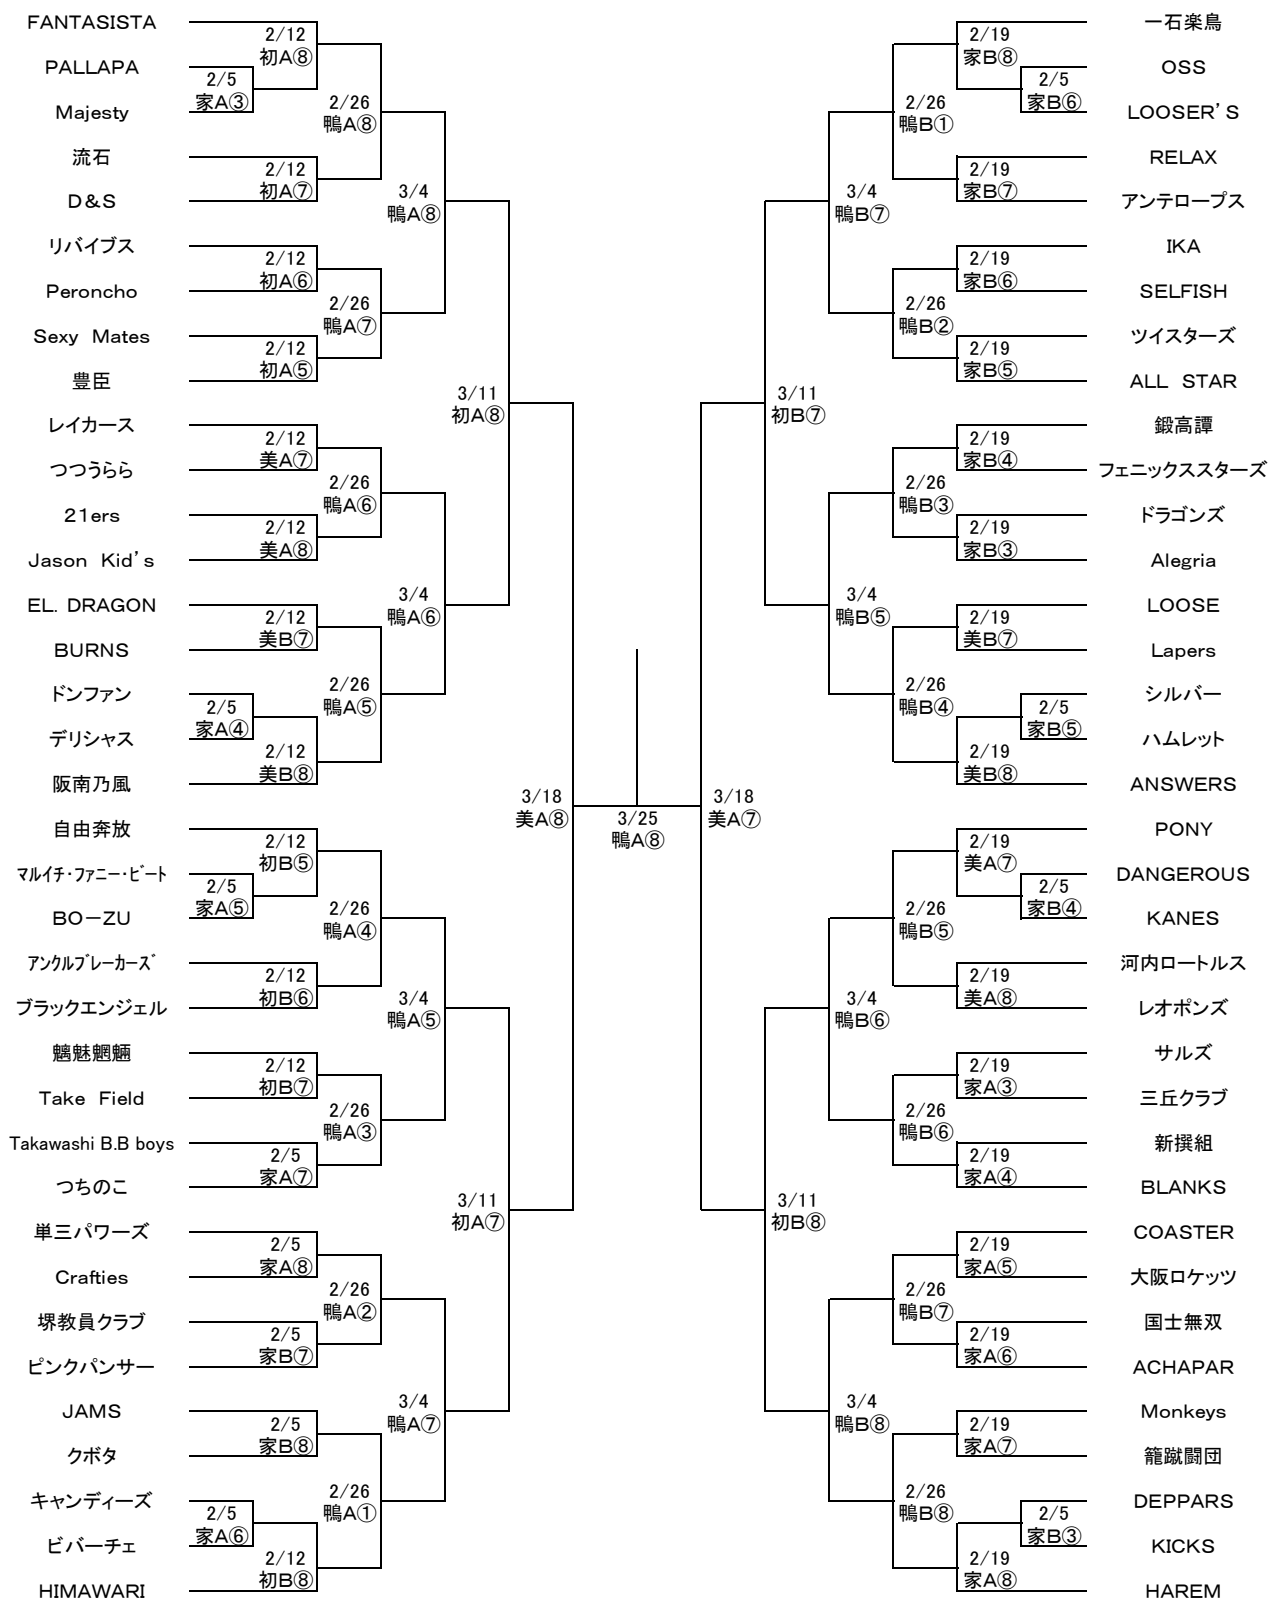 FANTASISTA
2/12
初A⑧
PALLAPA
2/5
家A③
Majesty
2/26
鴨A⑧
流石
2/12
初A⑦
D&S
3/4
鴨A⑧
リバイブス
2/12
初A⑥
Peroncho
2/26
鴨A⑦
Sexy Mates
2/12
初A⑤
豊臣
3/11
初A⑧
レイカース
2/12
美A⑦
つつうらら
2/26
鴨A⑥
21ers
2/12
美A⑧
Jason Kid's
3/4
鴨A⑥
EL. DRAGON
2/12
美B⑦
BURNS
2/26
鴨A⑤
ドンファン
2/5
家A④
デリシャス
2/12
美B⑧
阪南乃風
3/18
美A⑧
自由奔放
2/12
初B⑤
マルイチ・ファニー・ビート
2/5
家A⑤
BO-ZU
2/26
鴨A④
アンクルブレーカーズ
2/12
初B⑥
ブラックエンジェル
3/4
鴨A⑤
魑魅魍魎
2/12
初B⑦
Take Field
2/26
鴨A③
Takawashi B.B boys
2/5
家A⑦
つちのこ
3/11
初A⑦
単三パワーズ
2/5
家A⑧
Crafties
2/26
鴨A②
堺教員クラブ
2/5
家B⑦
ピンクパンサー
3/4
鴨A⑦
JAMS
2/5
家B⑧
クボタ
2/26
鴨A①
キャンディーズ
2/5
家A⑥
ビバーチェ
2/12
初B⑧
HIMAWARI
3/25
鴨A⑧
一石楽鳥
2/19
家B⑧
OSS
2/5
家B⑥
LOOSER'S
2/26
鴨B①
RELAX
2/19
家B⑦
アンテロープス
3/4
鴨B⑦
IKA
2/19
家B⑥
SELFISH
2/26
鴨B②
ツイスターズ
2/19
家B⑤
ALL STAR
3/11
初B⑦
鍛高譚
2/19
家B④
フェニックススターズ
2/26
鴨B③
ドラゴンズ
2/19
家B③
Alegria
3/4
鴨B⑤
LOOSE
2/19
美B⑦
Lapers
2/26
鴨B④
シルバー
2/5
家B⑤
ハムレット
2/19
美B⑧
ANSWERS
3/18
美A⑦
PONY
2/19
美A⑦
DANGEROUS
2/5
家B④
KANES
2/26
鴨B⑤
河内ロートルス
2/19
美A⑧
レオポンズ
3/4
鴨B⑥
サルズ
2/19
家A③
三丘クラブ
2/26
鴨B⑥
新撰組
2/19
家A④
BLANKS
3/11
初B⑧
COASTER
2/19
家A⑤
大阪ロケッツ
2/26
鴨B⑦
国士無双
2/19
家A⑥
ACHAPAR
3/4
鴨B⑧
Monkeys
2/19
家A⑦
籠蹴闘団
2/26
鴨B⑧
DEPPARS
2/5
家B③
KICKS
2/19
家A⑧
HAREM